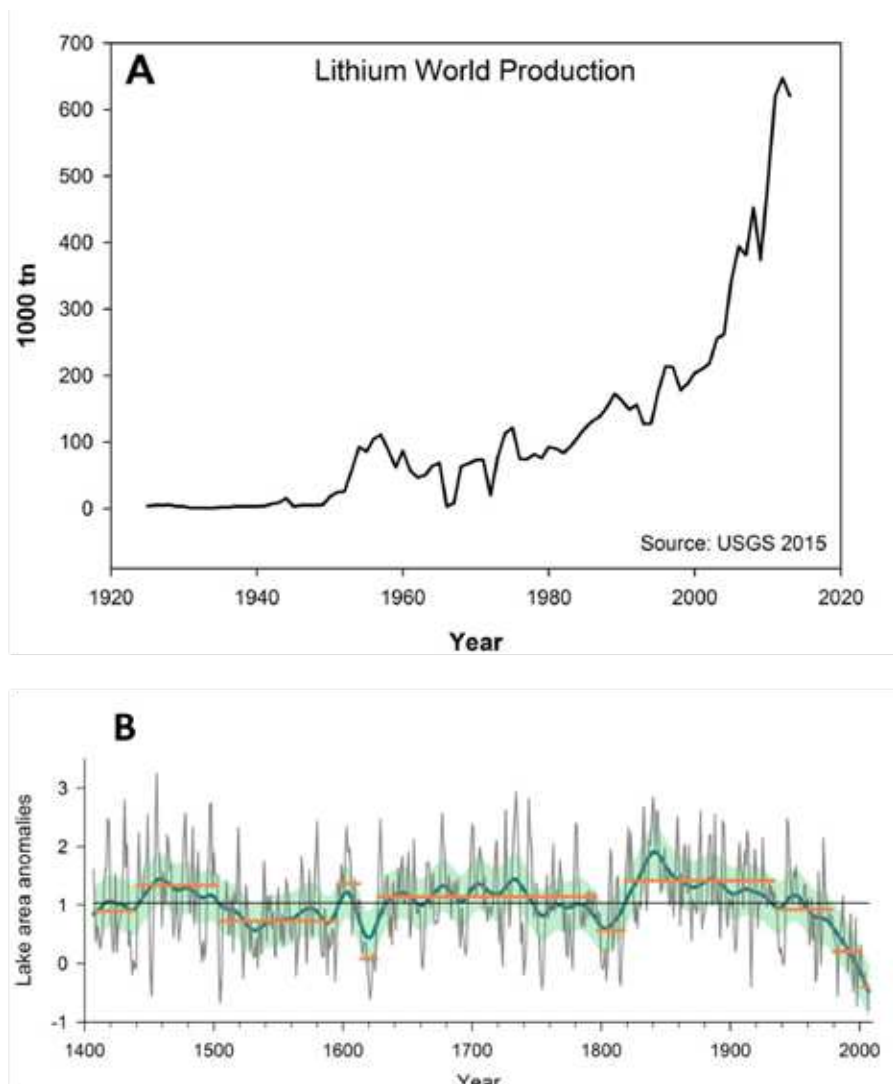 A
Lithium World Production
700
600
500
400
300
200
100
0
1000 tn
Source: USGS 2015
1920 1940 1960 1980 2000 2020
Year
B
Lake area anomalies
3
2
1
0
-1
1400 1500 1600 1700 1800 1900 2000
Year